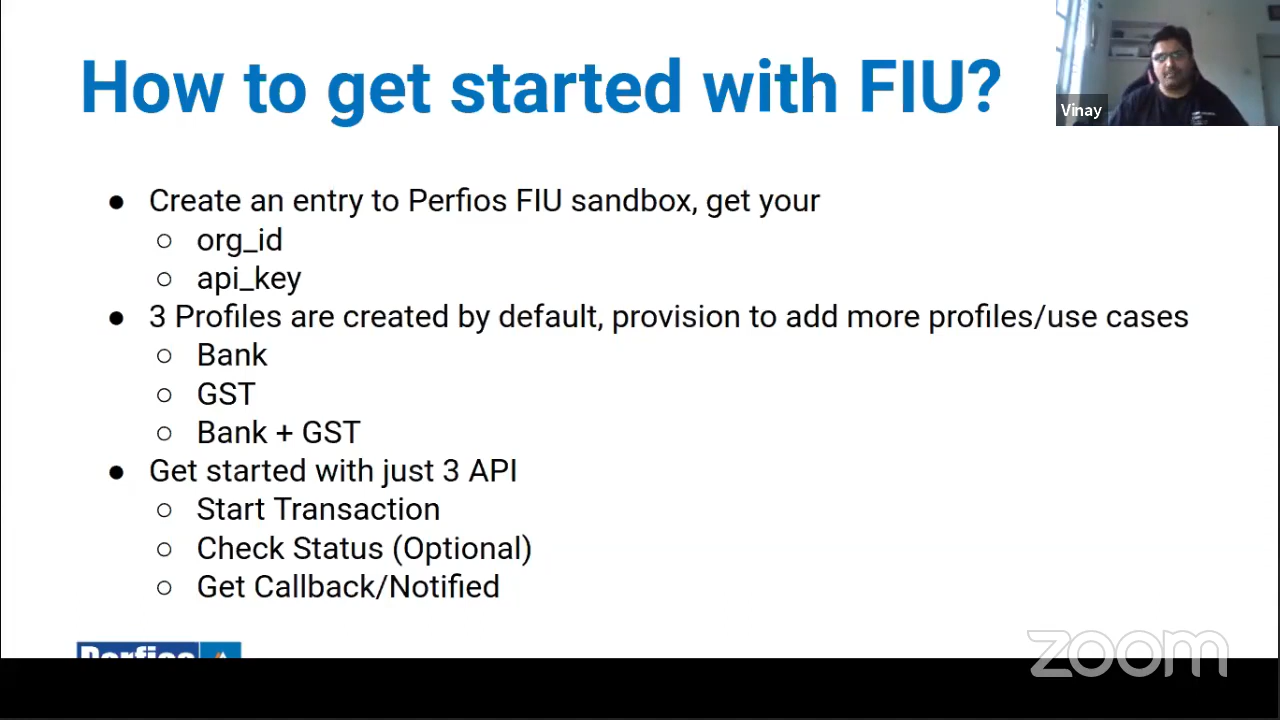 How to get started with FIU?
Vinay
● Create an entry to Perfios FIU sandbox, get your
○ org_id
○ api_key
● 3 Profiles are created by default, provision to add more profiles/use cases
○ Bank
○ GST
○ Bank + GST
● Get started with just 3 API
○ Start Transaction
○ Check Status (Optional)
○ Get Callback/Notified
Perfios
zoom